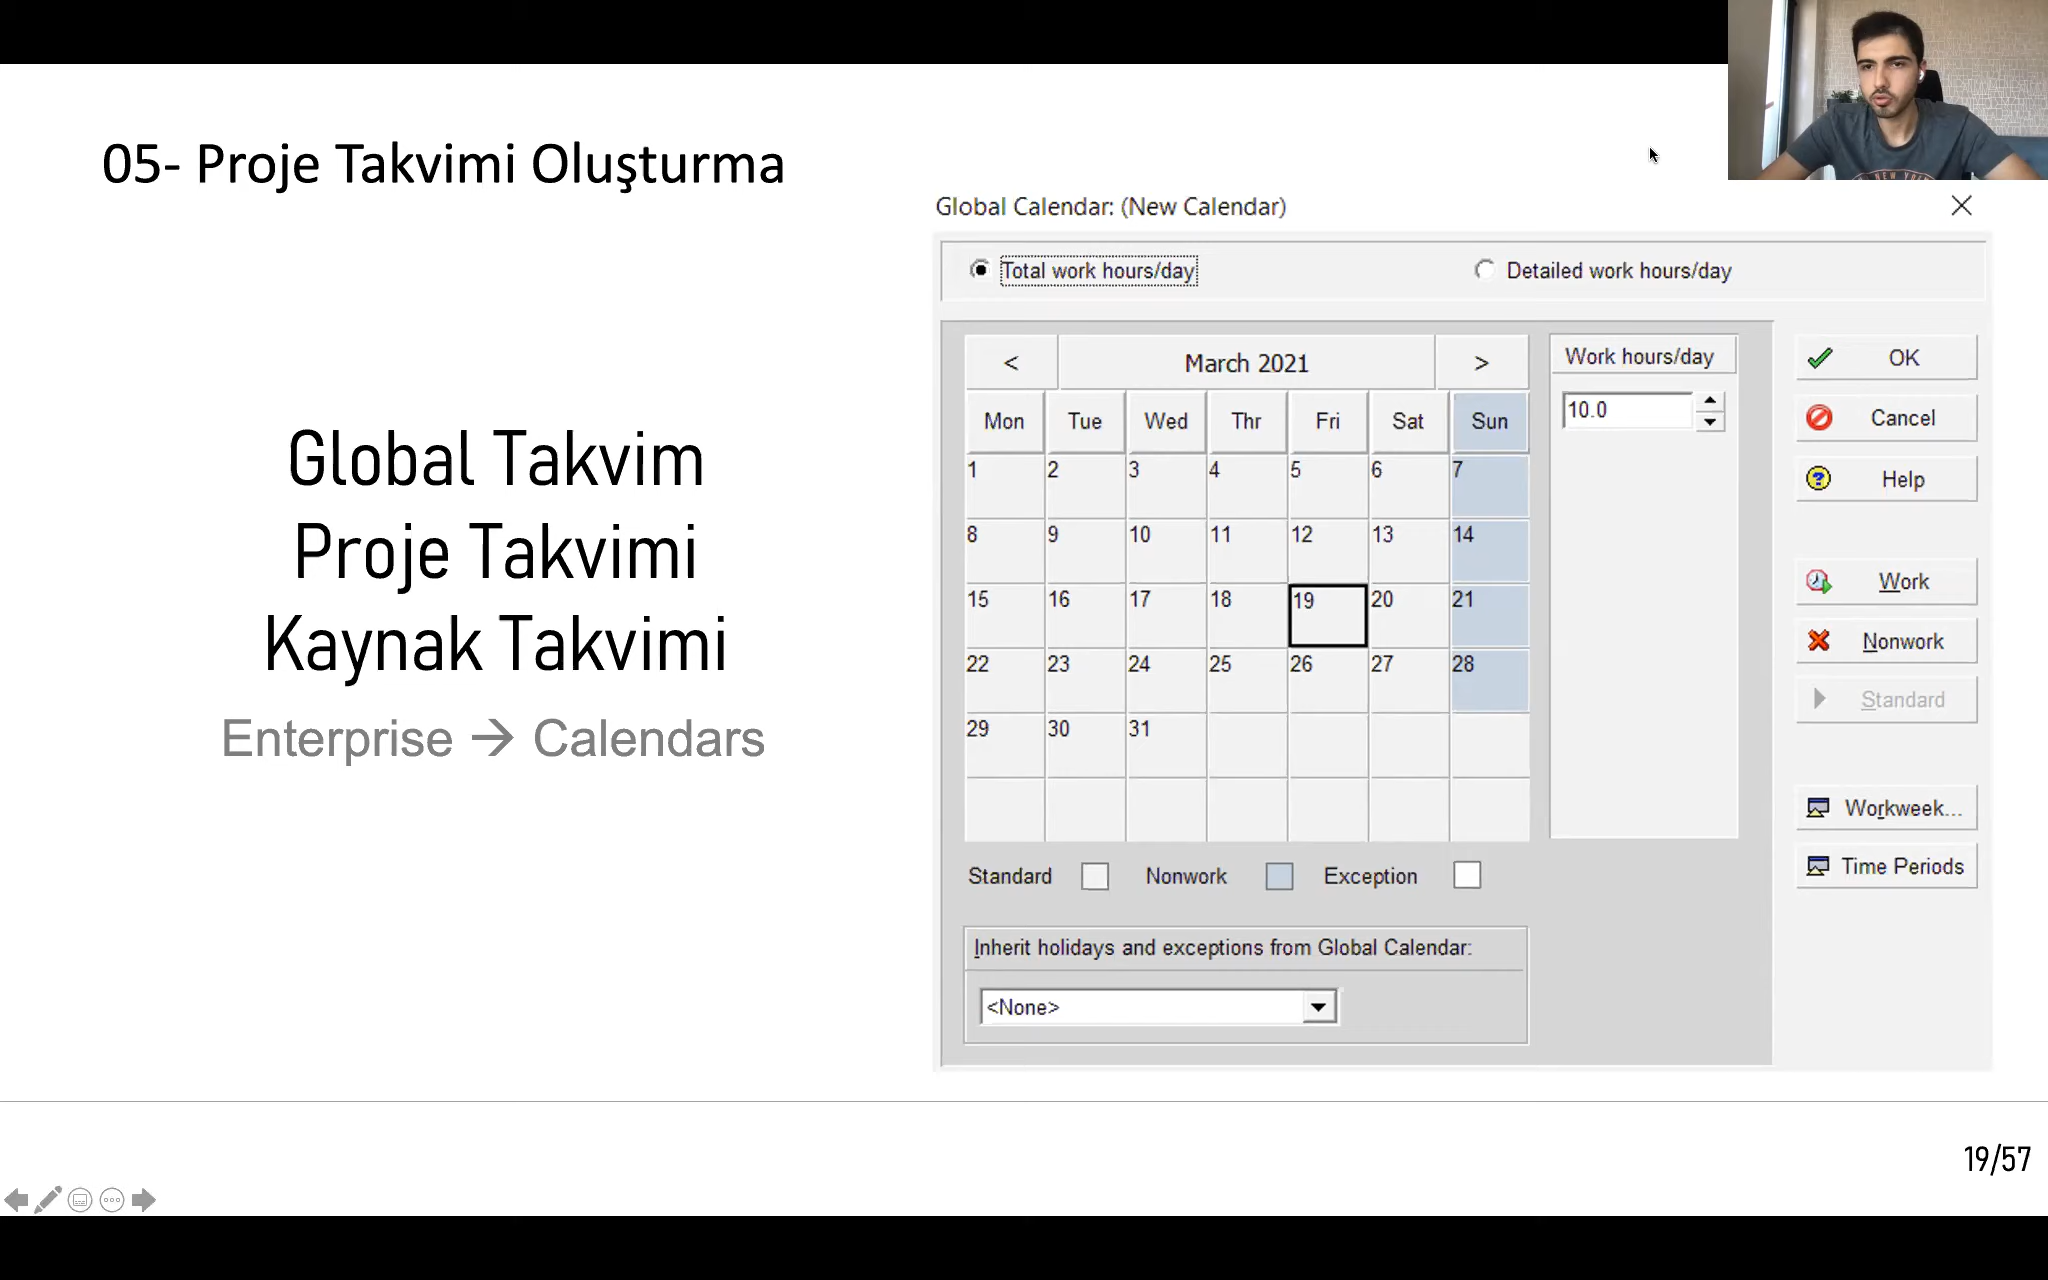 05- Proje Takvimi Oluşturma
Global Takvim
Proje Takvimi
Kaynak Takvimi
Enterprise → Calendars
Global Calendar: (New Calendar)
Total work hours/day
Detailed work hours/day
< March 2021 >
Mon Tue Wed Thr Fri Sat Sun
1 2 3 4 5 6 7
8 9 10 11 12 13 14
15 16 17 18 19 20 21
22 23 24 25 26 27 28
29 30 31
Standard Nonwork Exception
Inherit holidays and exceptions from Global Calendar:
<None>
Work hours/day
10.0
OK
Cancel
Help
Work
Nonwork
Standard
Workweek...
Time Periods
19/57